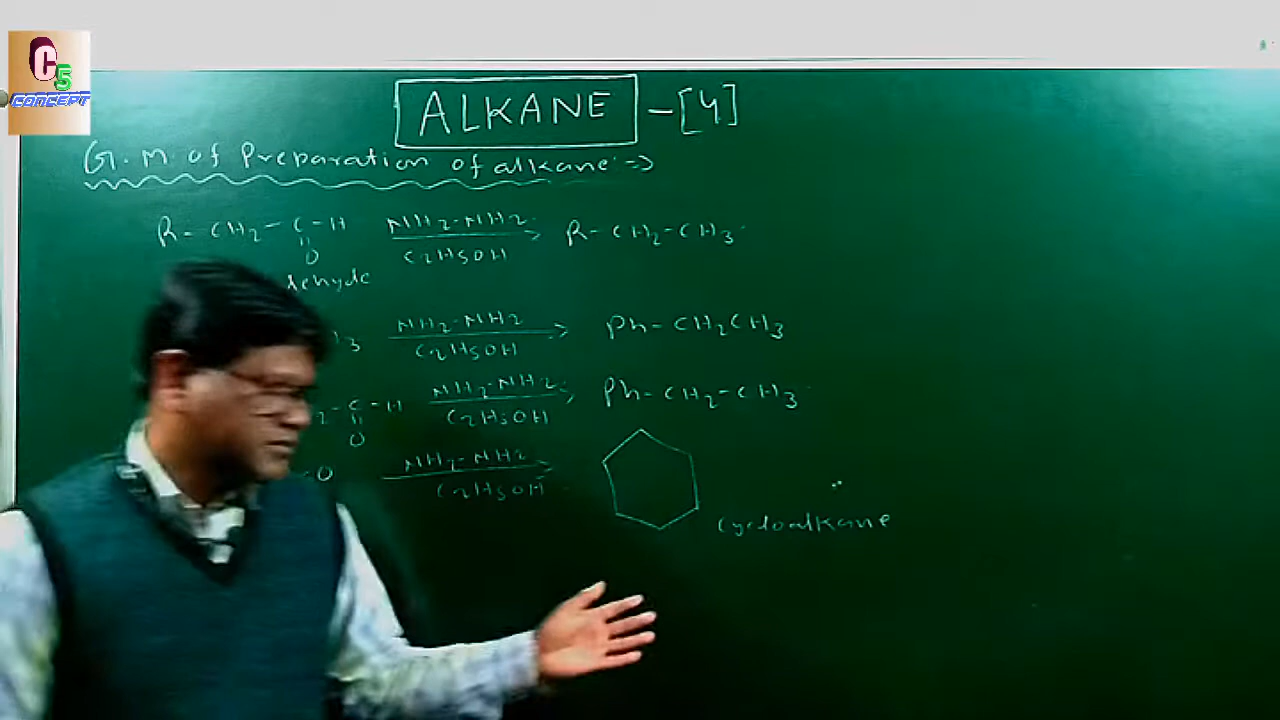 C5
CONCEPT
ALKANE - [4]
G.M. of Preparation of alkane →
R - CH2 - C - H NH2-NH2 R - CH2 - CH3
O C2H5OH
dehyde
3 NH2-NH2 Ph - CH2CH3
C2H5OH
2 - C - H NH2-NH2 Ph - CH2 - CH3
O C2H5OH
O NH2-NH2
C2H5OH
cycloalkane